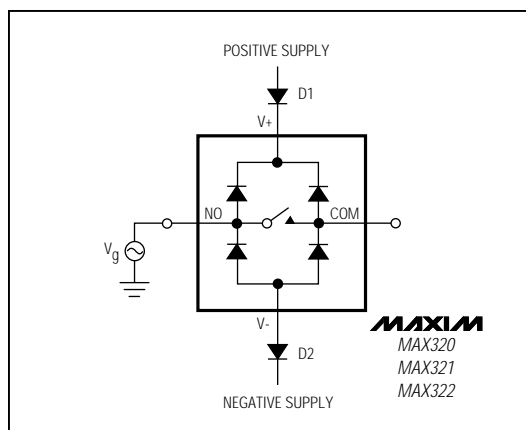 POSITIVE SUPPLY
D1
V+
NO
COM
Vg
V-
MAXIM
D2
MAX320
MAX321
MAX322
NEGATIVE SUPPLY